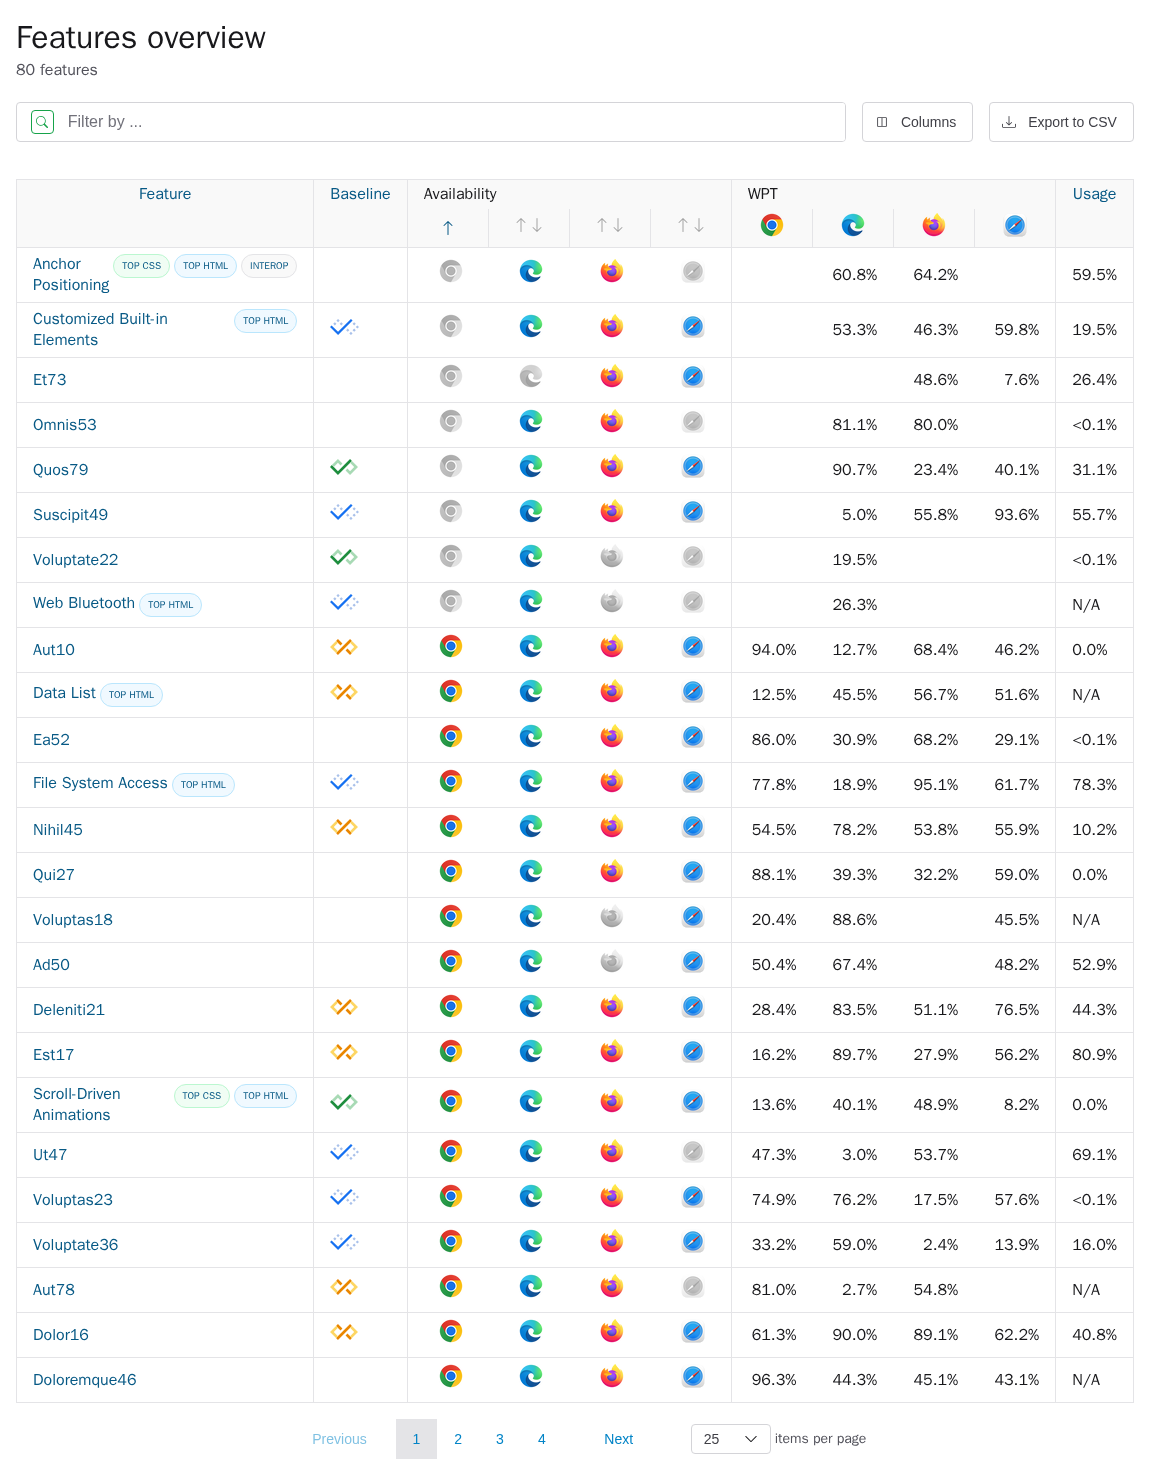 Features overview
80 features
Filter by ...
Columns
Export to CSV
Feature Baseline Availability WPT Usage
Anchor Positioning TOP CSS TOP HTML INTEROP 60.8% 64.2% 59.5%
Customized Built-in Elements TOP HTML 53.3% 46.3% 59.8% 19.5%
Et73 48.6% 7.6% 26.4%
Omnis53 81.1% 80.0% <0.1%
Quos79 90.7% 23.4% 40.1% 31.1%
Suscipit49 5.0% 55.8% 93.6% 55.7%
Voluptate22 19.5% <0.1%
Web Bluetooth TOP HTML 26.3% N/A
Aut10 94.0% 12.7% 68.4% 46.2% 0.0%
Data List TOP HTML 12.5% 45.5% 56.7% 51.6% N/A
Ea52 86.0% 30.9% 68.2% 29.1% <0.1%
File System Access TOP HTML 77.8% 18.9% 95.1% 61.7% 78.3%
Nihil45 54.5% 78.2% 53.8% 55.9% 10.2%
Qui27 88.1% 39.3% 32.2% 59.0% 0.0%
Voluptas18 20.4% 88.6% 45.5% N/A
Ad50 50.4% 67.4% 48.2% 52.9%
Deleniti21 28.4% 83.5% 51.1% 76.5% 44.3%
Est17 16.2% 89.7% 27.9% 56.2% 80.9%
Scroll-Driven Animations TOP CSS TOP HTML 13.6% 40.1% 48.9% 8.2% 0.0%
Ut47 47.3% 3.0% 53.7% 69.1%
Voluptas23 74.9% 76.2% 17.5% 57.6% <0.1%
Voluptate36 33.2% 59.0% 2.4% 13.9% 16.0%
Aut78 81.0% 2.7% 54.8% N/A
Dolor16 61.3% 90.0% 89.1% 62.2% 40.8%
Doloremque46 96.3% 44.3% 45.1% 43.1% N/A
Previous 1 2 3 4 Next 25 items per page